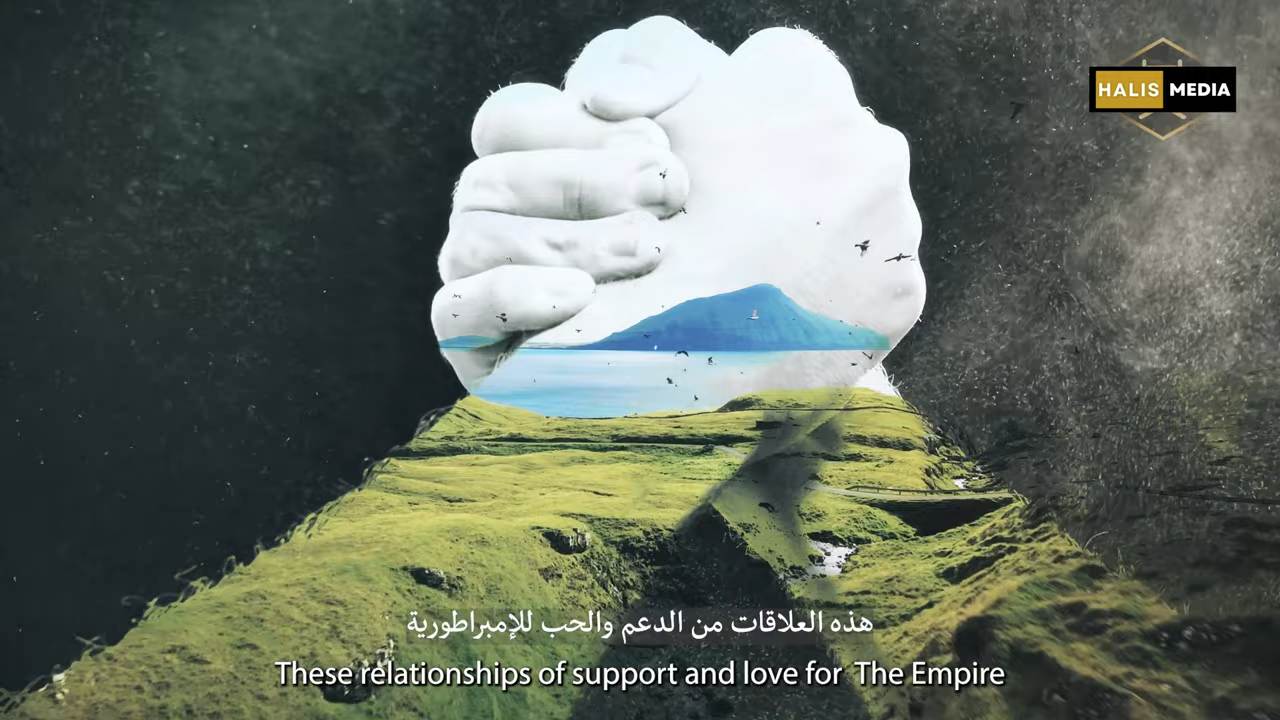 HALIS MEDIA
هذه العلاقات من الدعم والحب للإمبراطورية
These relationships of support and love for The Empire